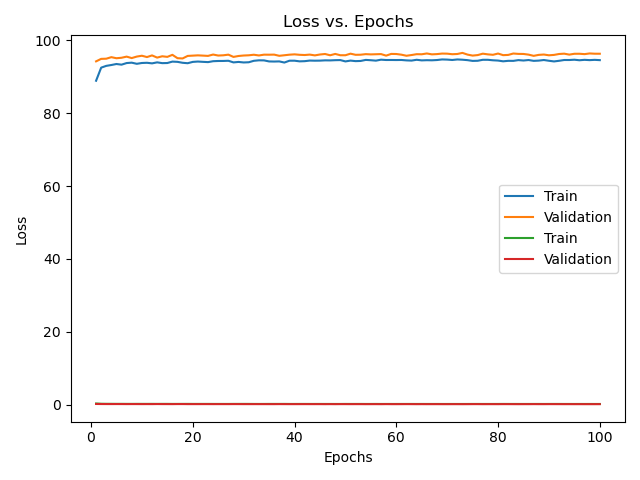 Loss vs. Epochs
100
80
60
40
20
0
Loss
Train
Validation
Train
Validation
0 20 40 60 80 100
Epochs